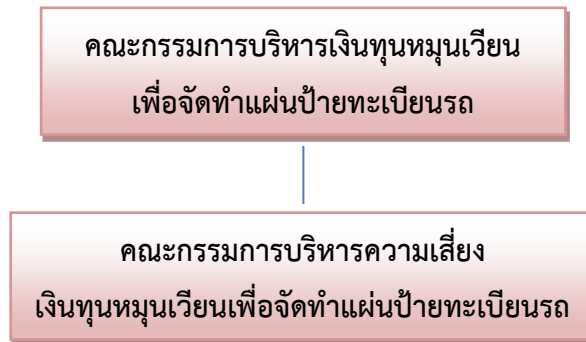 คณะกรรมการบริหารเงินทุนหมุนเวียน
เพื่อจัดทำแผ่นป้ายทะเบียนรถ
คณะกรรมการบริหารความเสี่ยง
เงินทุนหมุนเวียนเพื่อจัดทำแผ่นป้ายทะเบียนรถ